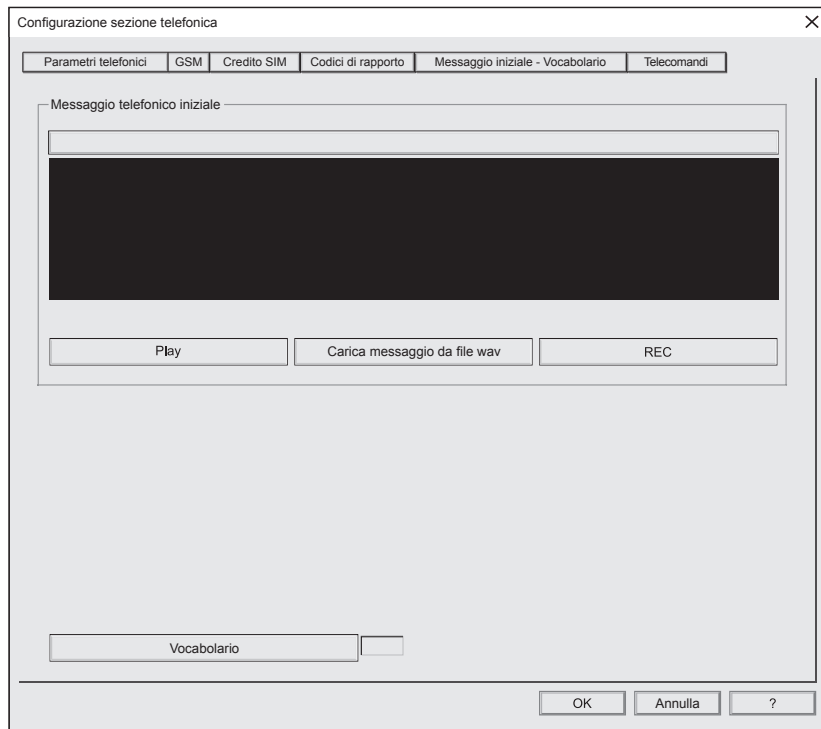 Configurazione sezione telefonica
Parametri telefonici GSM Credito SIM Codici di rapporto Messaggio iniziale - Vocabolario Telecomandi
Messaggio telefonico iniziale
Play Carica messaggio da file wav REC
Vocabolario
OK Annulla ?